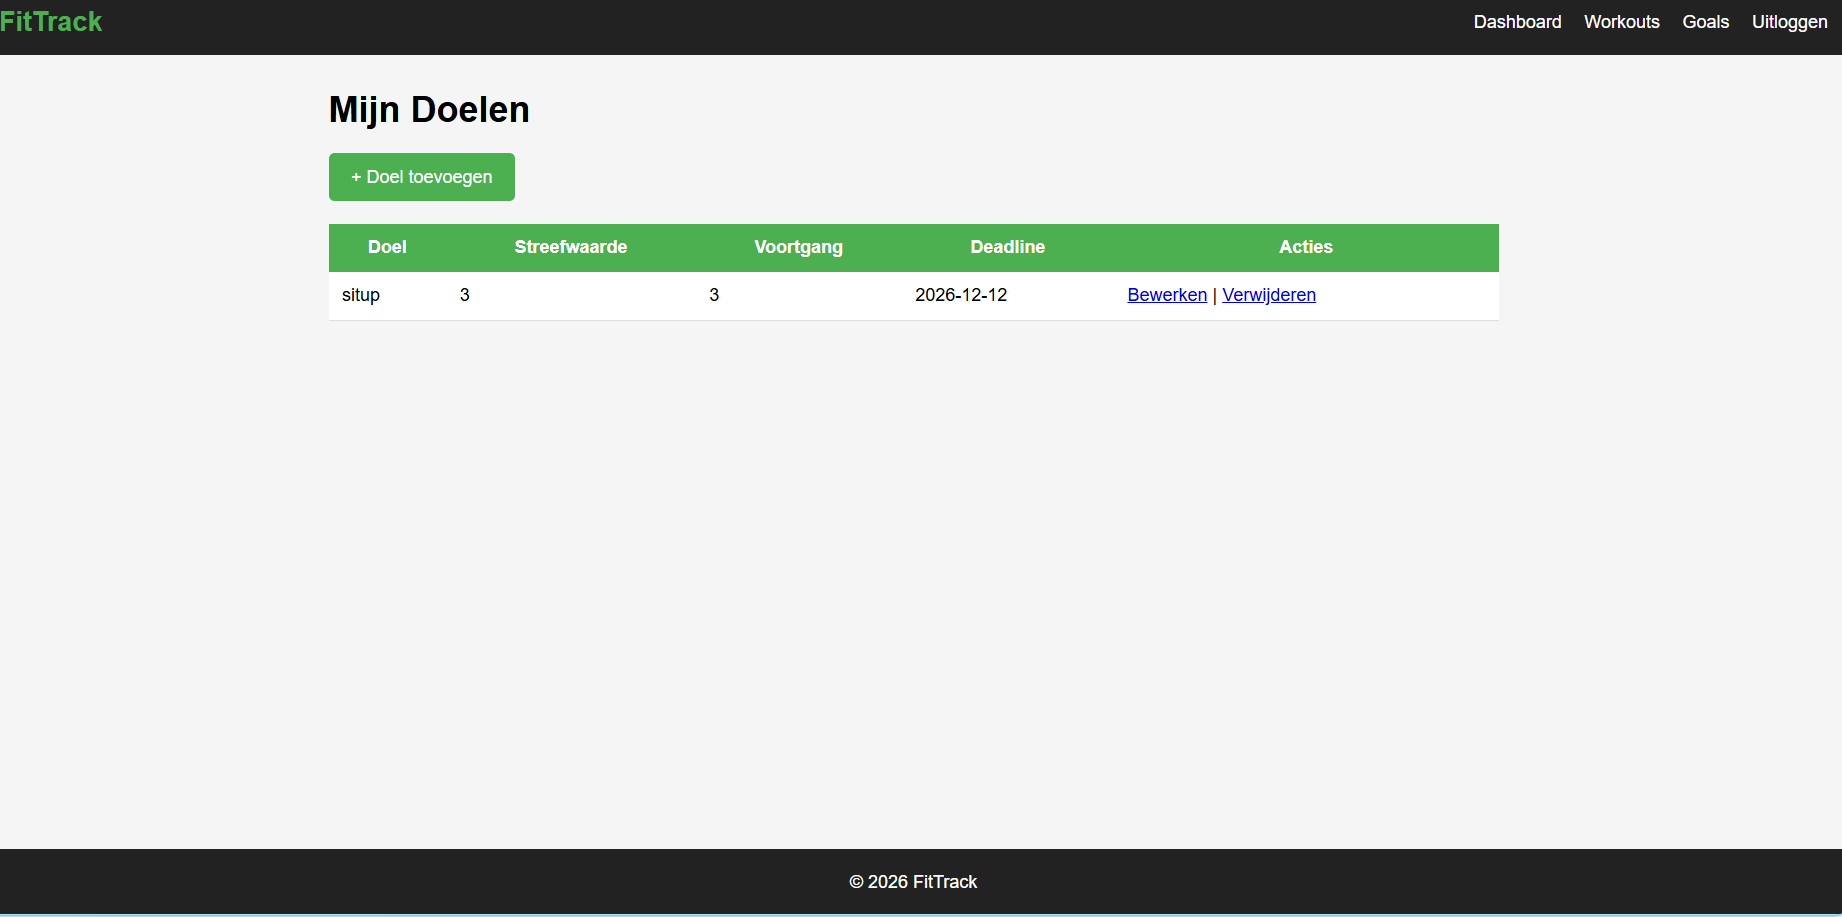 FitTrack Dashboard Workouts Goals Uitloggen
Mijn Doelen
+ Doel toevoegen
Doel Streefwaarde Voortgang Deadline Acties
situp 3 3 2026-12-12 Bewerken | Verwijderen
© 2026 FitTrack